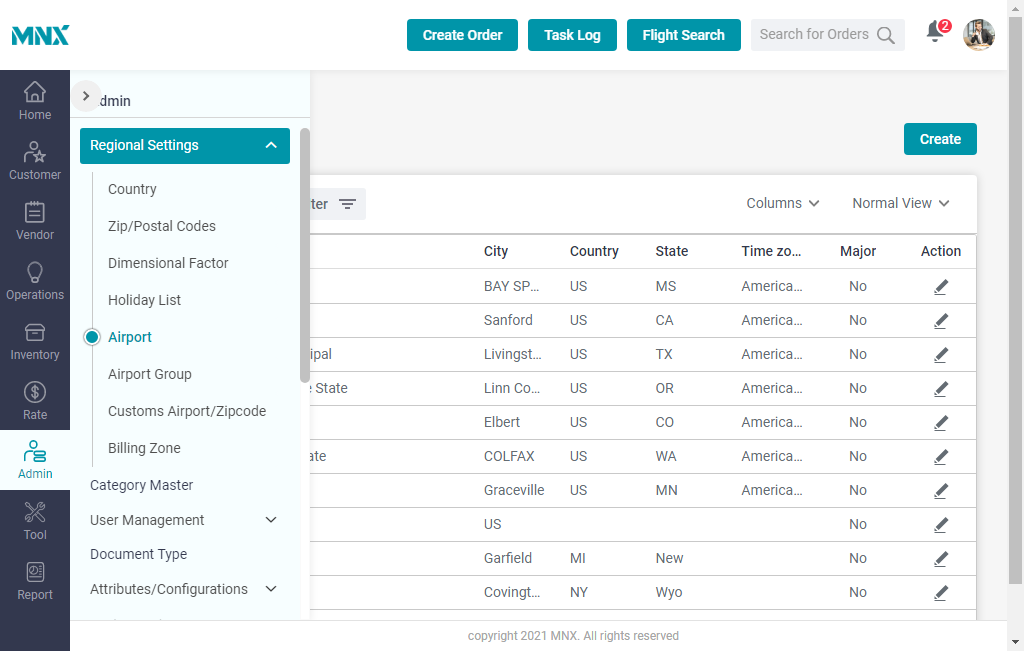 MNX
Create Order
Task Log
Flight Search
Search for Orders
2
Home
Customer
Vendor
Operations
Inventory
Rate
Admin
Tool
Report
dmin
Regional Settings
Country
Zip/Postal Codes
Dimensional Factor
Holiday List
Airport
Airport Group
Customs Airport/Zipcode
Billing Zone
Category Master
User Management
Document Type
Attributes/Configurations
Create
ter
Columns
Normal View
City Country State Time zo... Major Action
BAY SP... US MS America... No
Sanford US CA America... No
ipal Livingst... US TX America... No
State Linn Co... US OR America... No
Elbert US CO America... No
ate COLFAX US WA America... No
Graceville US MN America... No
US No
Garfield MI New No
Covingt... NY Wyo No
copyright 2021 MNX. All rights reserved